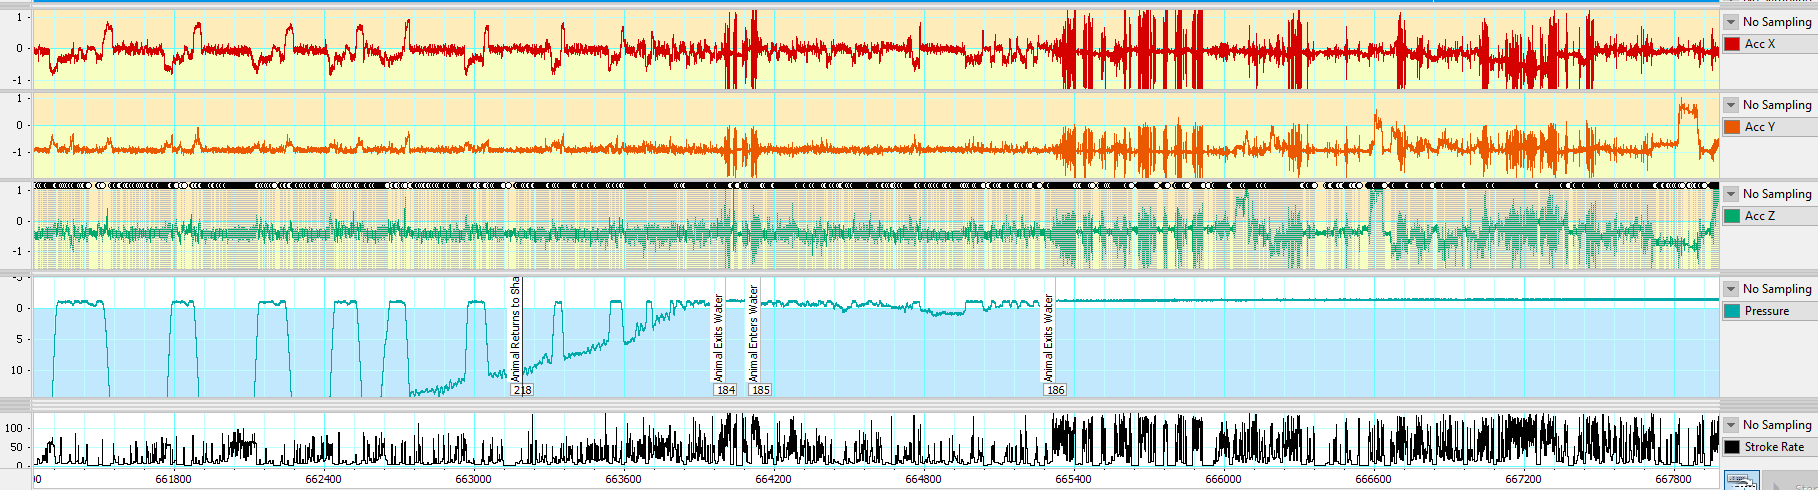 1
0
-1
No Sampling
Acc X
1
0
-1
No Sampling
Acc Y
1
0
-1
No Sampling
Acc Z
0
5
10
Animal Returns to Sha
218
Animal Exits Water
184
Animal Enters Water
185
Animal Exits Water
186
No Sampling
Pressure
100
50
0
No Sampling
Stroke Rate
00 661800 662400 663000 663600 664200 664800 665400 666000 666600 667200 667800